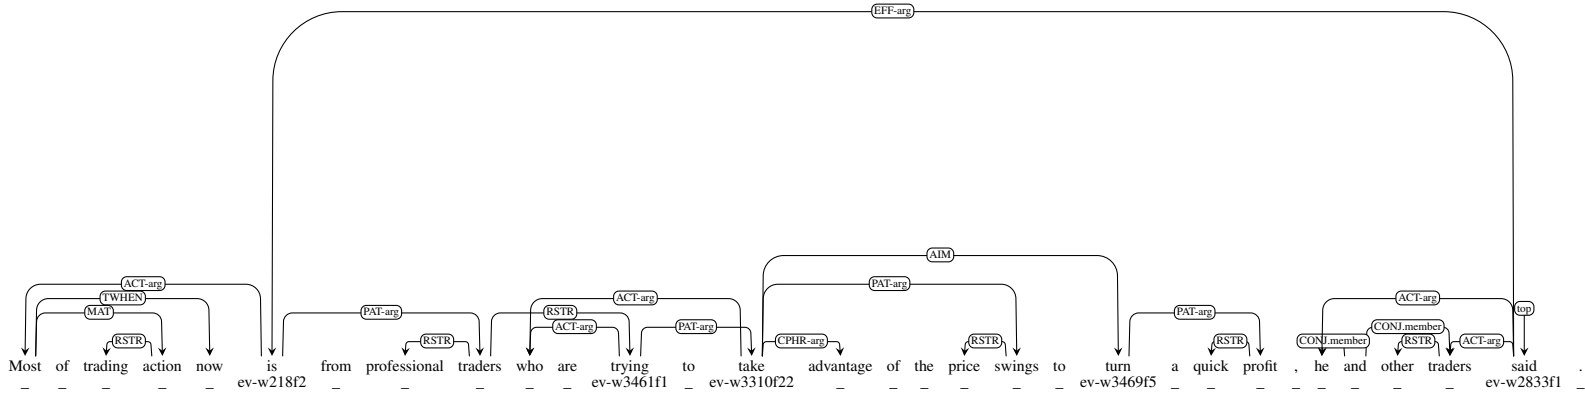 EFF-arg
AIM
ACT-arg PAT-arg
TWHEN ACT-arg ACT-arg
MAT PAT-arg RSTR PAT-arg top
ACT-arg PAT-arg CONJ.member
RSTR RSTR CPHR-arg RSTR RSTR CONJ.member RSTR ACT-arg
Most of trading action now is from professional traders who are trying to take advantage of the price swings to turn a quick profit , he and other traders said .
_ _ _ _ _ ev-w218f2 _ _ _ _ _ ev-w3461f1 _ ev-w3310f22 _ _ _ _ _ _ ev-w3469f5 _ _ _ _ _ _ _ _ ev-w2833f1 _